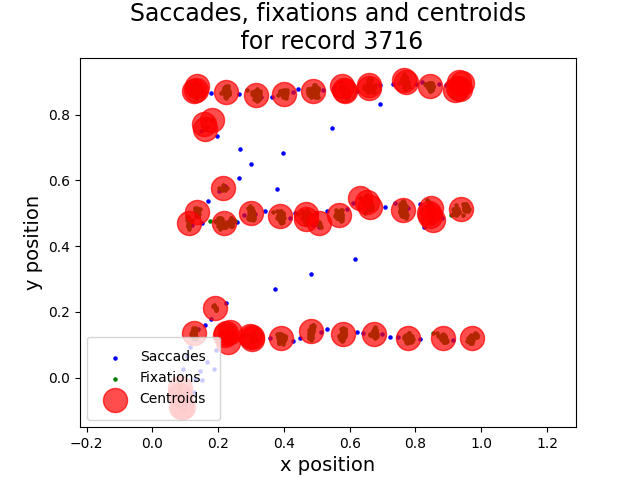 Saccades, fixations and centroids
for record 3716
y position
0.8
0.6
0.4
0.2
0.0
Saccades
Fixations
Centroids
−0.2
0.0
0.2
0.4
0.6
0.8
1.0
1.2
x position